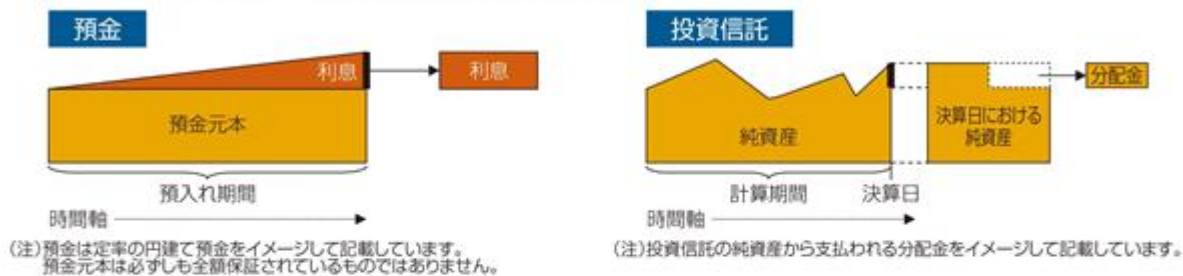 預金
利息
利息
預金元本
預入れ期間
時間軸
(注)預金は定率の円建て預金をイメージして記載しています。
預金元本は必ずしも全額保証されているものではありません。
投資信託
分配金
決算日における
純資産
純資産
計算期間
決算日
時間軸
(注)投資信託の純資産から支払われる分配金をイメージして記載しています。